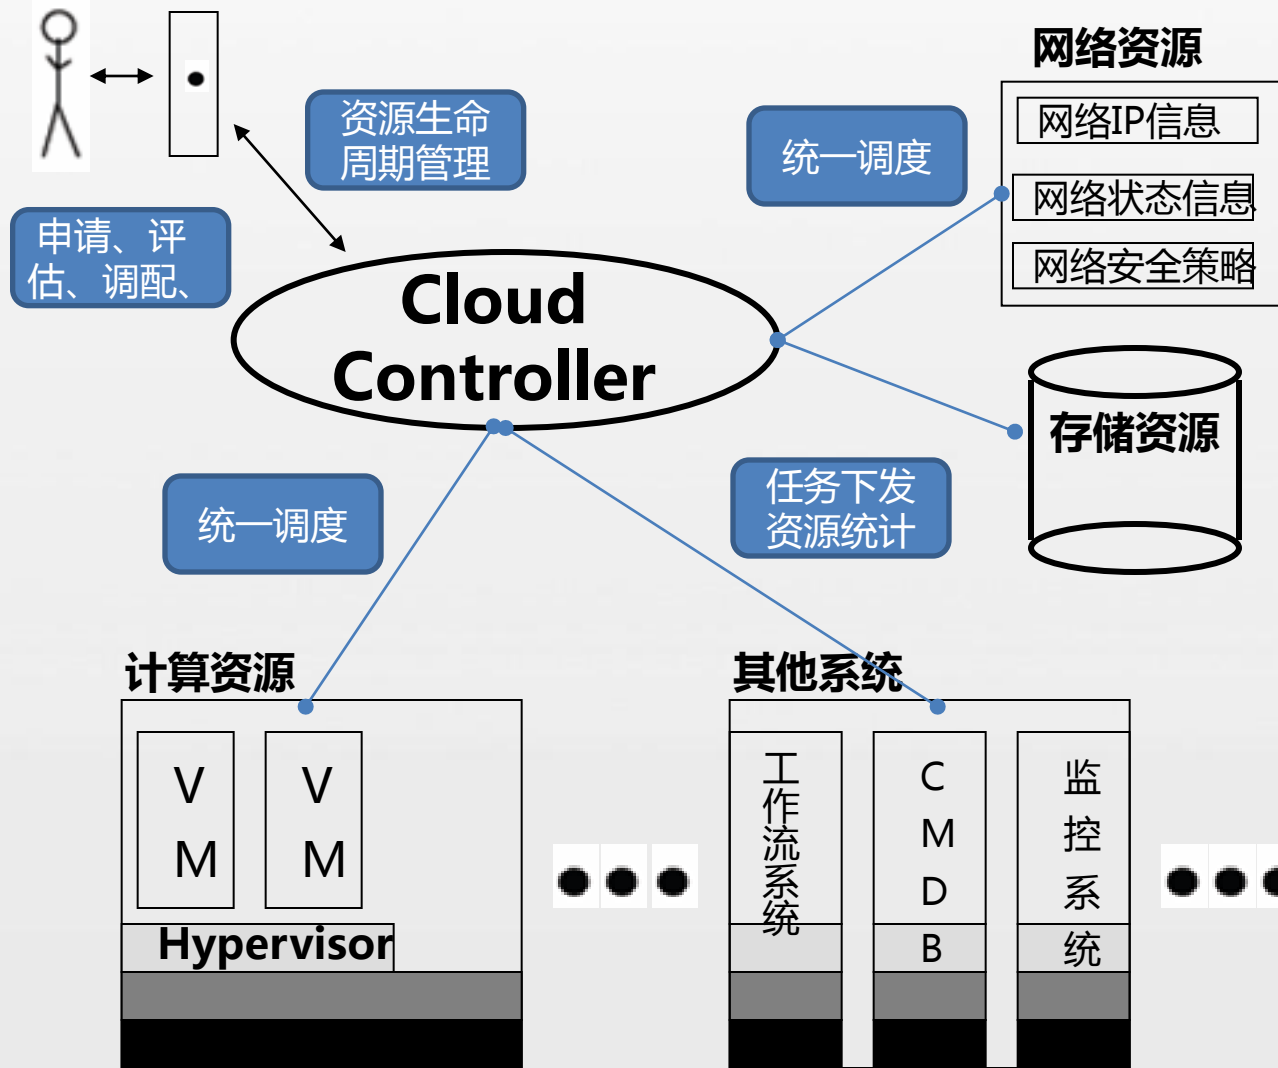 网络资源
资源生命
周期管理
统一调度
网络IP信息
网络状态信息
网络安全策略
申请、评
估、调配、
Cloud
Controller
存储资源
统一调度
任务下发
资源统计
计算资源
其他系统
V
M
V
M
Hypervisor
工
作
流
系
统
C
M
D
B
监
控
系
统